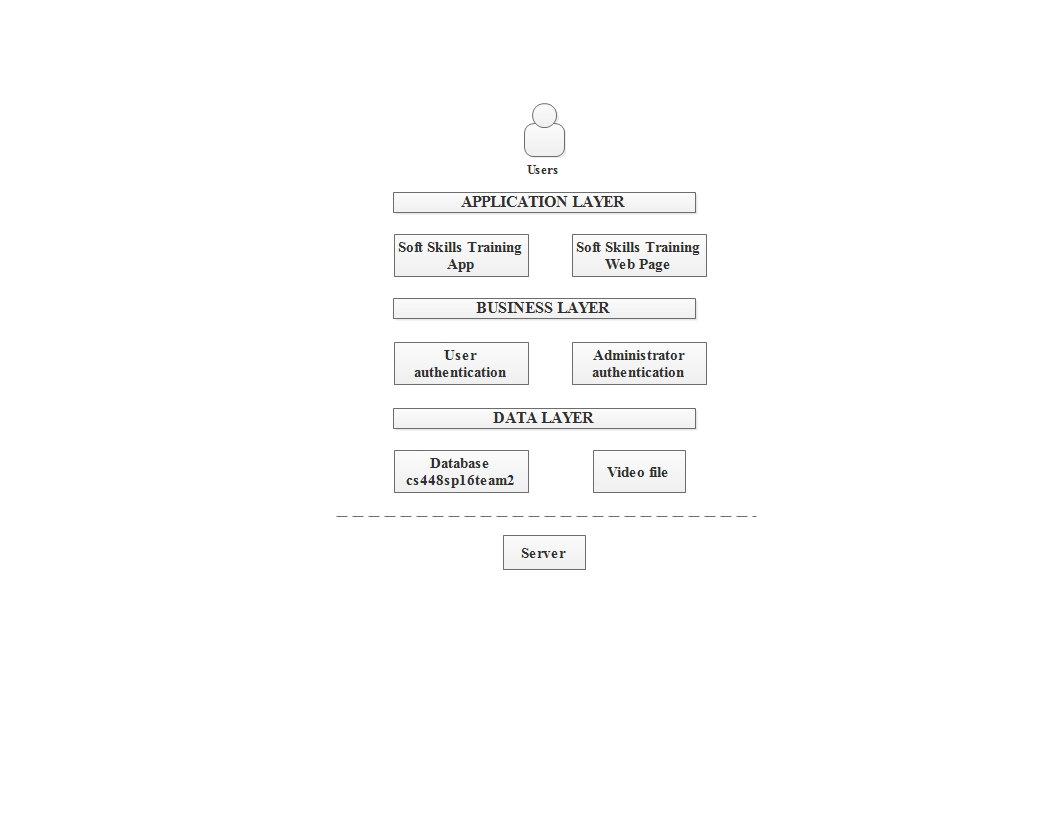 Users
APPLICATION LAYER
Soft Skills Training
App
Soft Skills Training
Web Page
BUSINESS LAYER
User
authentication
Administrator
authentication
DATA LAYER
Database
cs448sp16team2
Video file
Server